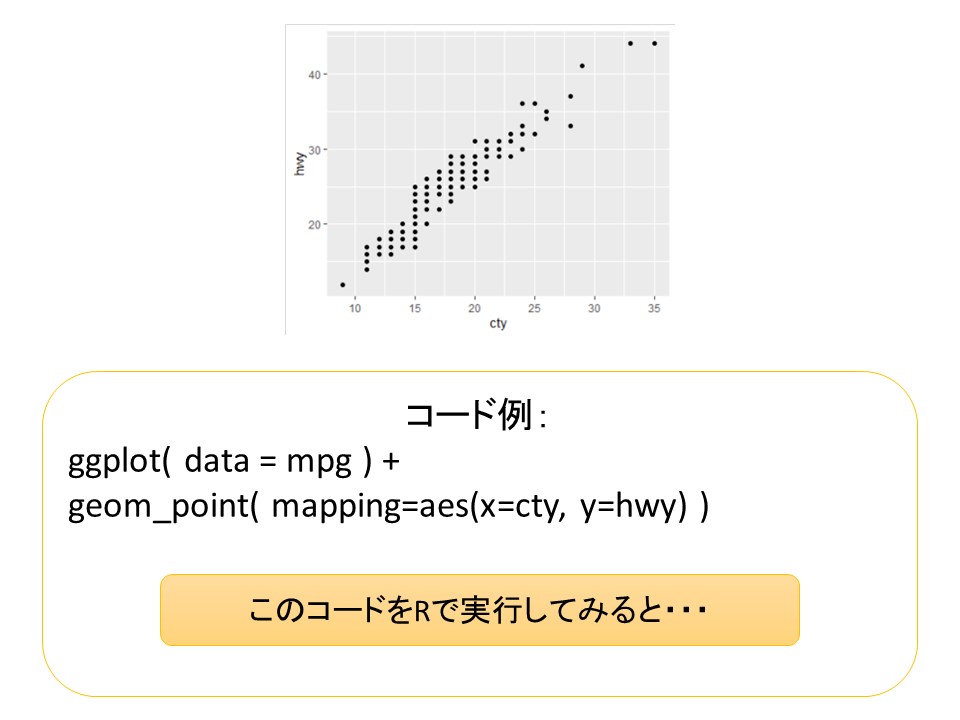 40
30
20
hwy
10 15 20 25 30 35
cty
コード例：
ggplot( data = mpg ) +
geom_point( mapping=aes(x=cty, y=hwy) )
このコードをRで実行してみると・・・